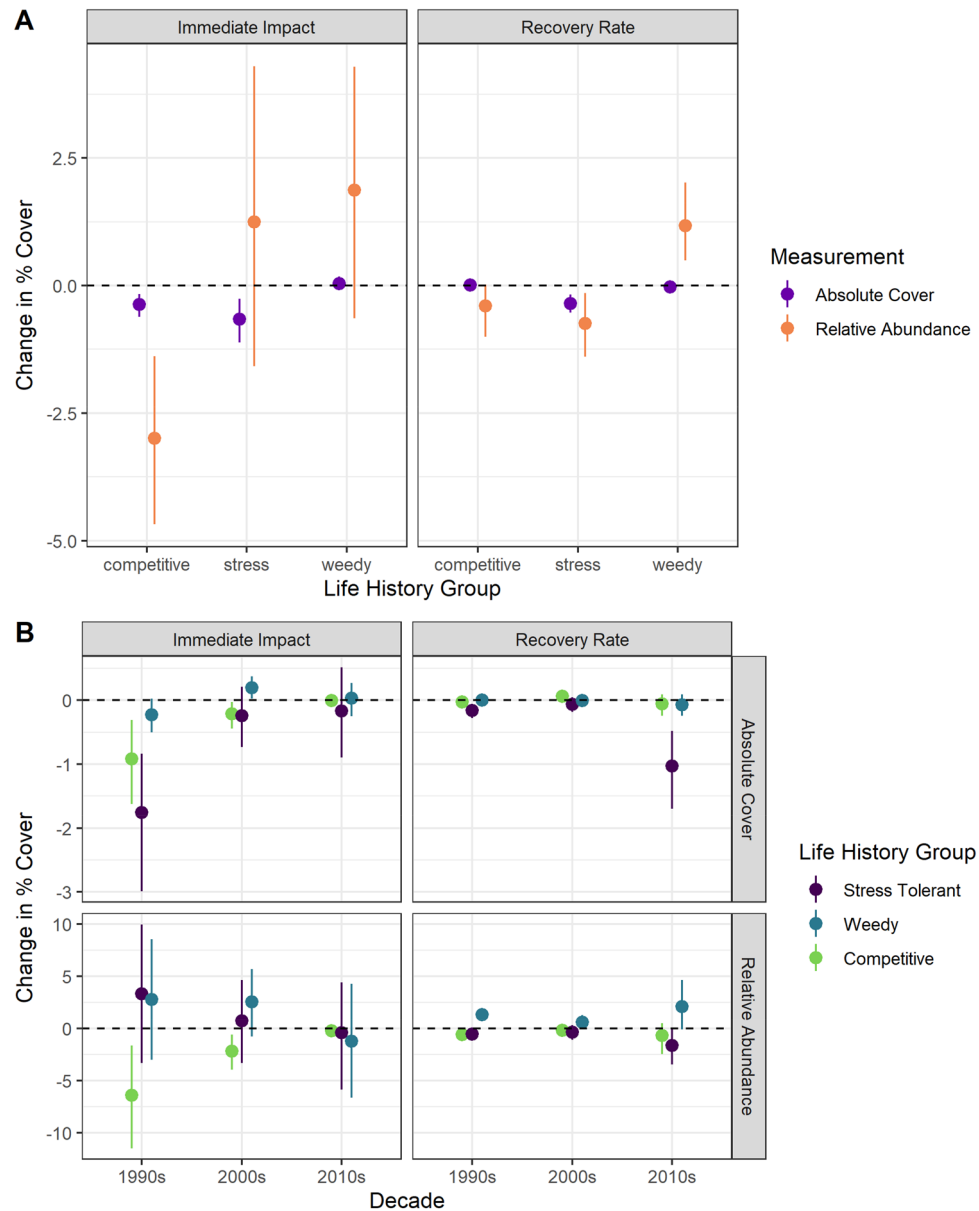 A
Immediate Impact
Recovery Rate
Change in % Cover
2.5
0.0
-2.5
-5.0
competitive
stress
weedy
competitive
stress
weedy
Life History Group
Measurement
Absolute Cover
Relative Abundance
B
Immediate Impact
Recovery Rate
Change in % Cover
0
-1
-2
-3
Absolute Cover
10
5
0
-5
-10
Relative Abundance
1990s
2000s
2010s
1990s
2000s
2010s
Decade
Life History Group
Stress Tolerant
Weedy
Competitive